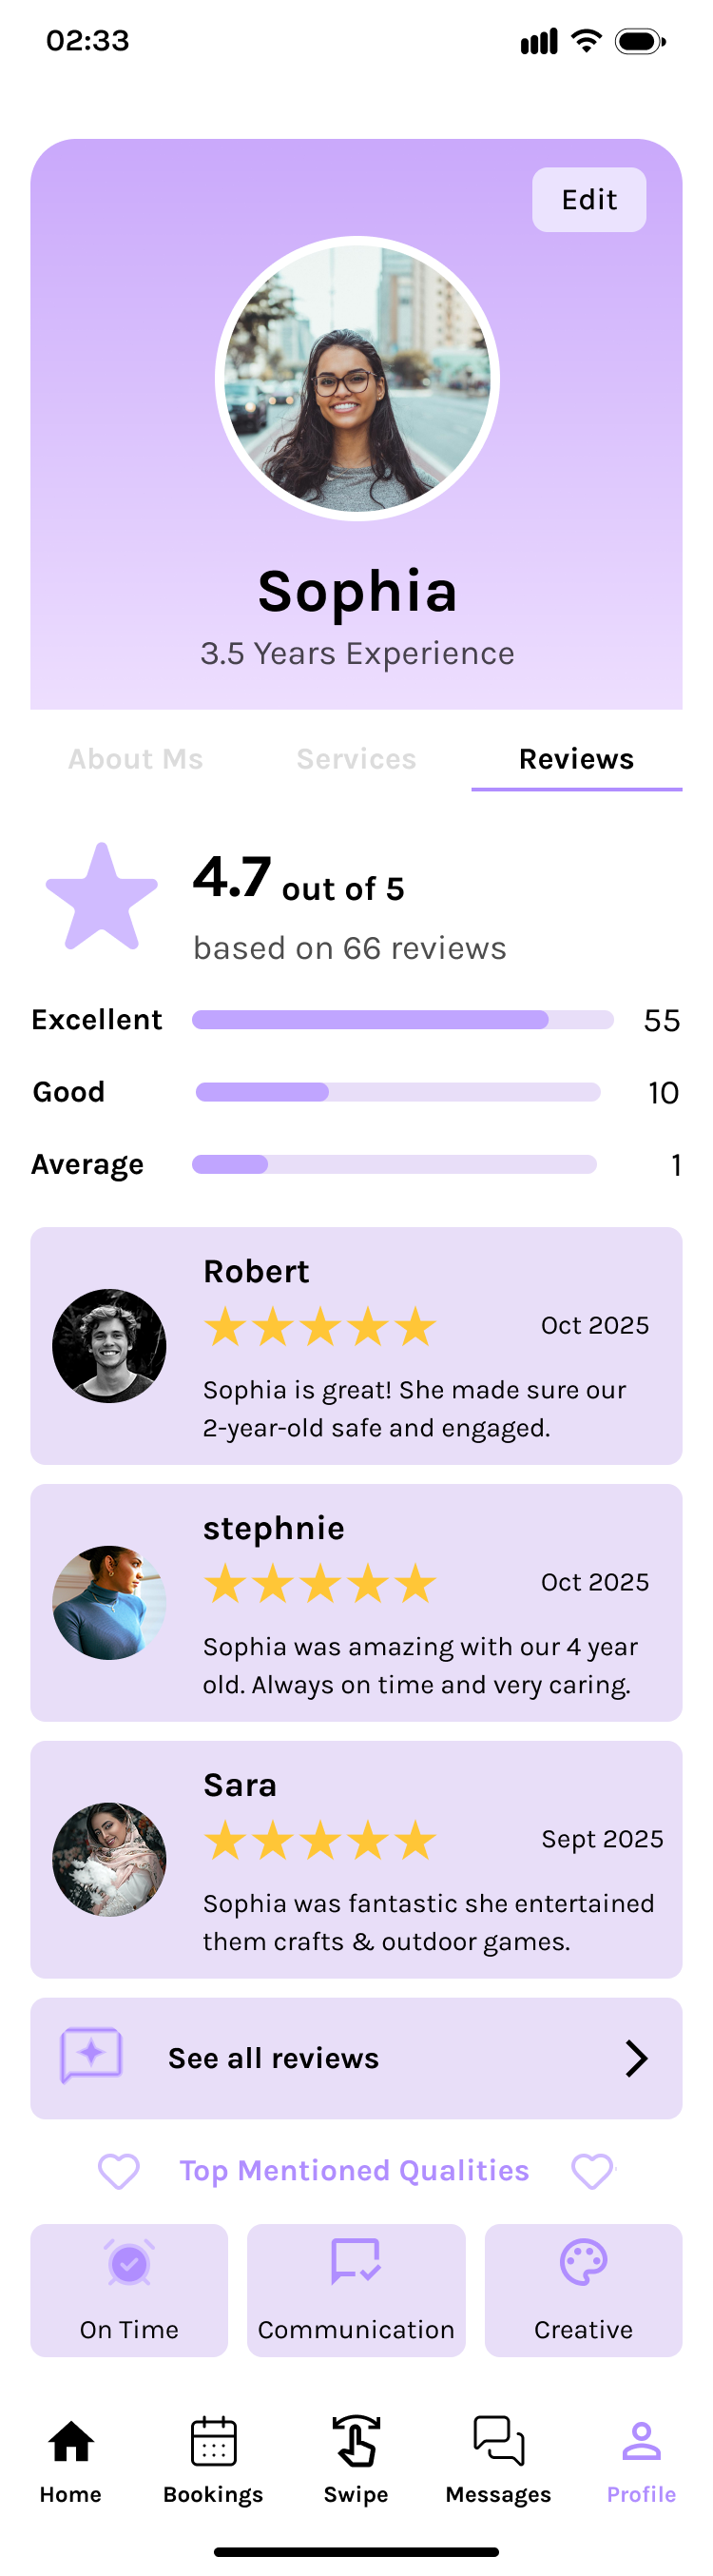 02:33
Edit
Sophia
3.5 Years Experience
About Ms
Services
Reviews
4.7 out of 5
based on 66 reviews
Excellent 55
Good 10
Average 1
Robert
Oct 2025
Sophia is great! She made sure our
2-year-old safe and engaged.
stephnie
Oct 2025
Sophia was amazing with our 4 year
old. Always on time and very caring.
Sara
Sept 2025
Sophia was fantastic she entertained
them crafts & outdoor games.
See all reviews
Top Mentioned Qualities
On Time
Communication
Creative
Home
Bookings
Swipe
Messages
Profile